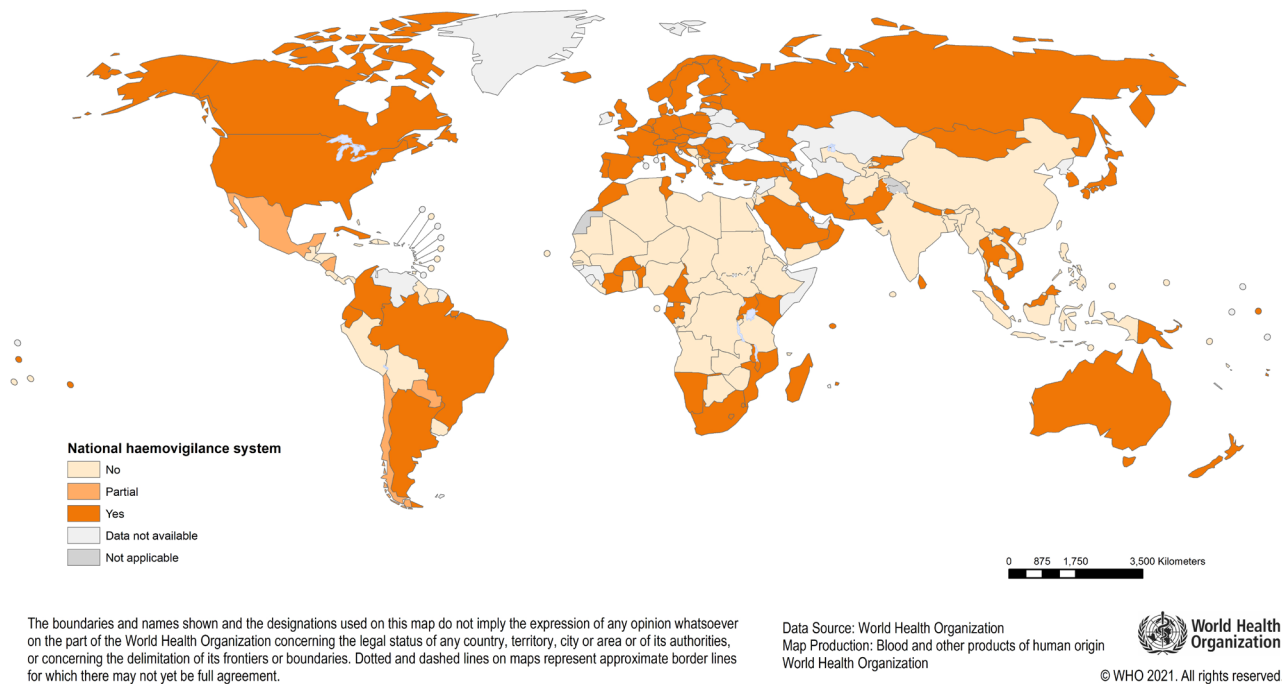 National haemovigilance system
No
Partial
Yes
Data not available
Not applicable
0 875 1,750 3,500 Kilometers
The boundaries and names shown and the designations used on this map do not imply the expression of any opinion whatsoever
on the part of the World Health Organization concerning the legal status of any country, territory, city or area or of its authorities,
or concerning the delimitation of its frontiers or boundaries. Dotted and dashed lines on maps represent approximate border lines
for which there may not yet be full agreement.
Data Source: World Health Organization
Map Production: Blood and other products of human origin
World Health Organization
World Health
Organization
© WHO 2021. All rights reserved